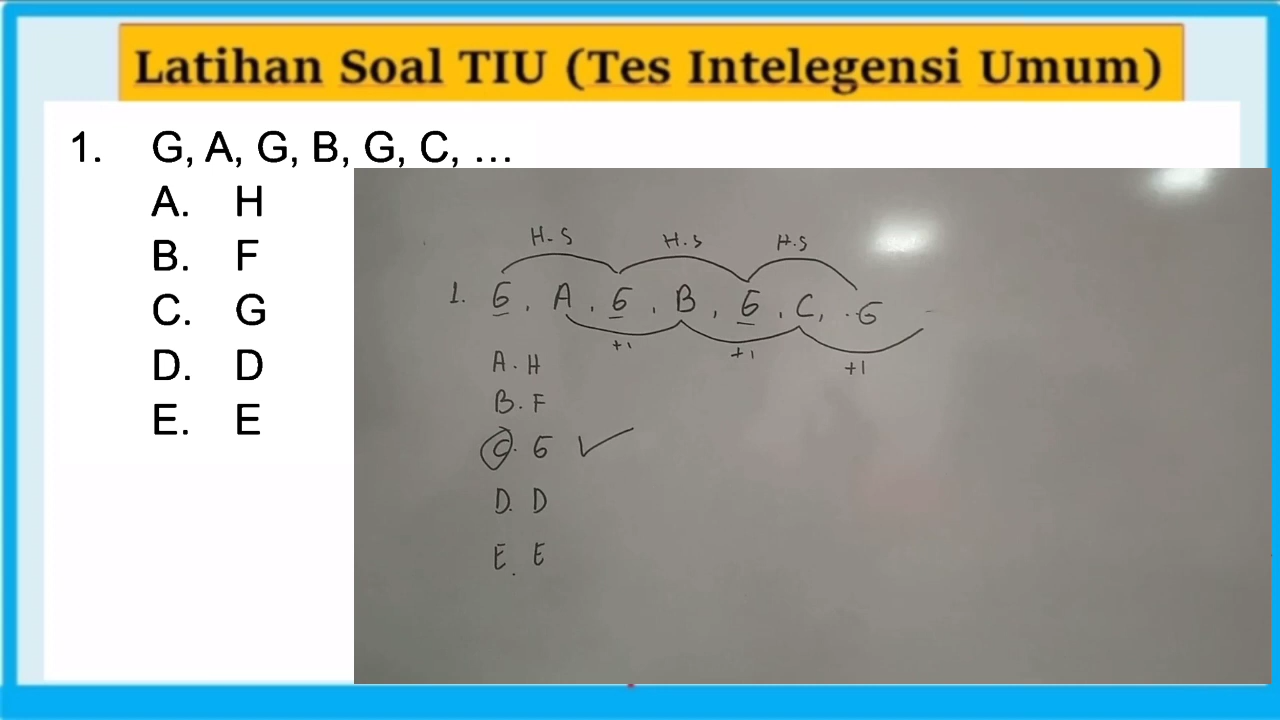 Latihan Soal TIU (Tes Intelegensi Umum)
1. G, A, G, B, G, C, ...
A. H
B. F
C. G
D. D
E. E
H-S H.S H.S
1. G, A, G, B, G, C, ..G
+1 +1 +1
A. H
B. F
C. G
D. D
E. E